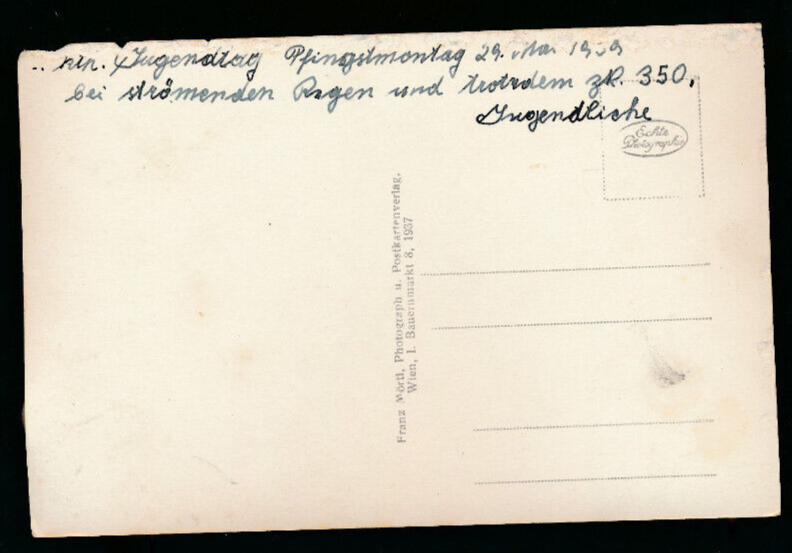 Jugendtag Pfingstmontag 29. Mai 1939
bei strömenden Regen und trotzdem zk. 350,
Jugendliche
Echte
Photographie
Franz Mörtl, Photograph u. Postkartenverlag,
Wien, I. Bauernmarkt 8, 1937